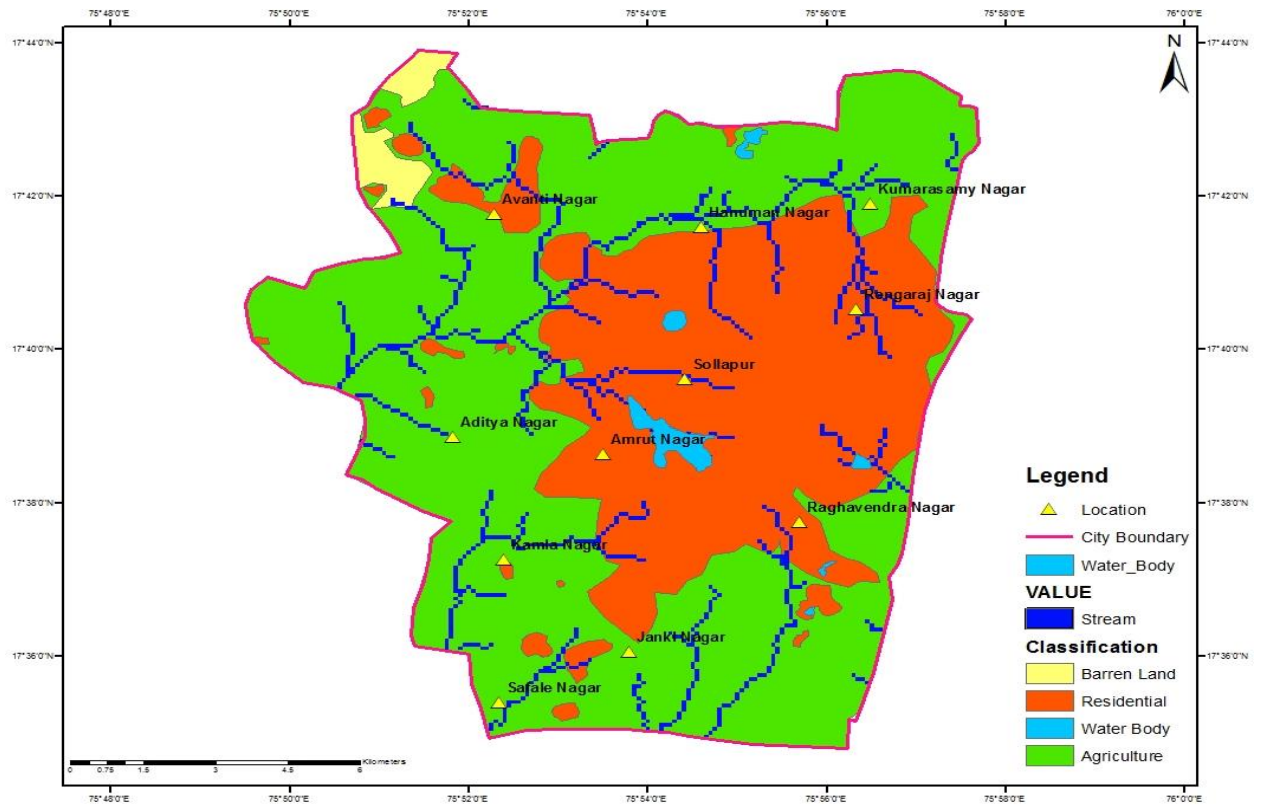 75°48'0"E 75°50'0"E 75°52'0"E 75°54'0"E 75°56'0"E 75°58'0"E 76°0'0"E
17°44'0"N 17°44'0"N
N
17°42'0"N 17°42'0"N
Kumarasamy Nagar
Avanti Nagar
Hanuman Nagar
Rengaraj Nagar
17°40'0"N 17°40'0"N
Sollapur
Aditya Nagar
Amrut Nagar
17°38'0"N 17°38'0"N
Raghavendra Nagar
Kamla Nagar
17°36'0"N 17°36'0"N
Janki Nagar
Safale Nagar
Legend
Location
City Boundary
Water_Body
VALUE
Stream
Classification
Barren Land
Residential
Water Body
Agriculture
Kilometers
0 0.75 1.5 3 4.5 6
75°48'0"E 75°50'0"E 75°52'0"E 75°54'0"E 75°56'0"E 75°58'0"E 76°0'0"E